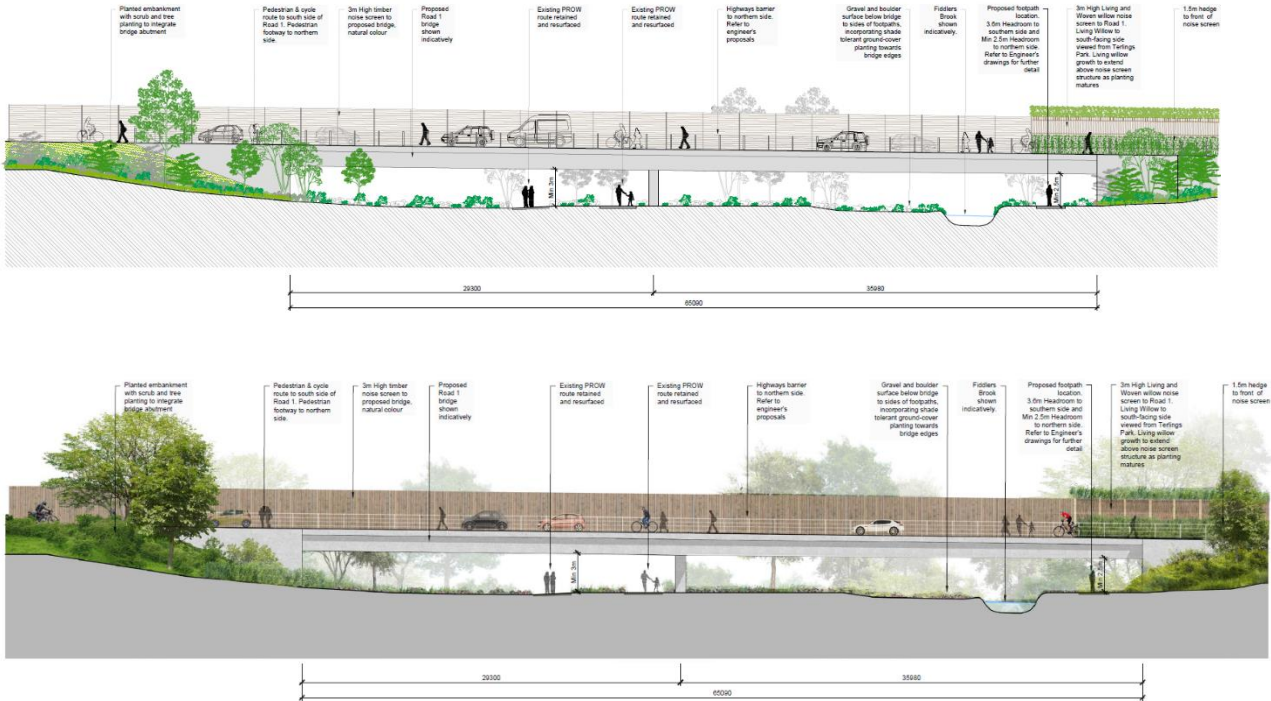 Planted embankment
with scrub and tree
planting to integrate
bridge abutment
Pedestrian & cycle
route to south side of
Road 1. Pedestrian
footway to northern
side.
3m High timber
noise screen to
proposed bridge,
natural colour
Proposed
Road 1
bridge
shown
indicatively
Existing PROW
route retained
and resurfaced
Existing PROW
route retained
and resurfaced
Highways barrier
to northern side.
Refer to
engineer's
proposals
Gravel and boulder
surface below bridge
to sides of footpaths,
incorporating shade
tolerant ground-cover
planting towards
bridge edges
Fiddlers
Brook
shown
indicatively.
Proposed footpath
location.
3.6m Headroom to
southern side and
Min 2.5m Headroom
to northern side.
Refer to Engineer's
drawings for further
detail
3m High Living and
Woven willow noise
screen to Road 1.
Living Willow to
south-facing side
viewed from Terlings
Park. Living willow
growth to extend
above noise screen
structure as planting
matures
1.5m hedge
to front of
noise screen
Min 3m
Min 2.5m
29300
35980
65090
Planted embankment
with scrub and tree
planting to integrate
bridge abutment
Pedestrian & cycle
route to south side of
Road 1. Pedestrian
footway to northern
side.
3m High timber
noise screen to
proposed bridge,
natural colour
Proposed
Road 1
bridge
shown
indicatively
Existing PROW
route retained
and resurfaced
Existing PROW
route retained
and resurfaced
Highways barrier
to northern side.
Refer to
engineer's
proposals
Gravel and boulder
surface below bridge
to sides of footpaths,
incorporating shade
tolerant ground-cover
planting towards
bridge edges
Fiddlers
Brook
shown
indicatively.
Proposed footpath
location.
3.6m Headroom to
southern side and
Min 2.5m Headroom
to northern side.
Refer to Engineer's
drawings for further
detail
3m High Living and
Woven willow noise
screen to Road 1.
Living Willow to
south-facing side
viewed from Terlings
Park. Living willow
growth to extend
above noise screen
structure as planting
matures
1.5m hedge
to front of
noise screen
Min 3m
Min 2.5m
29300
35980
65090